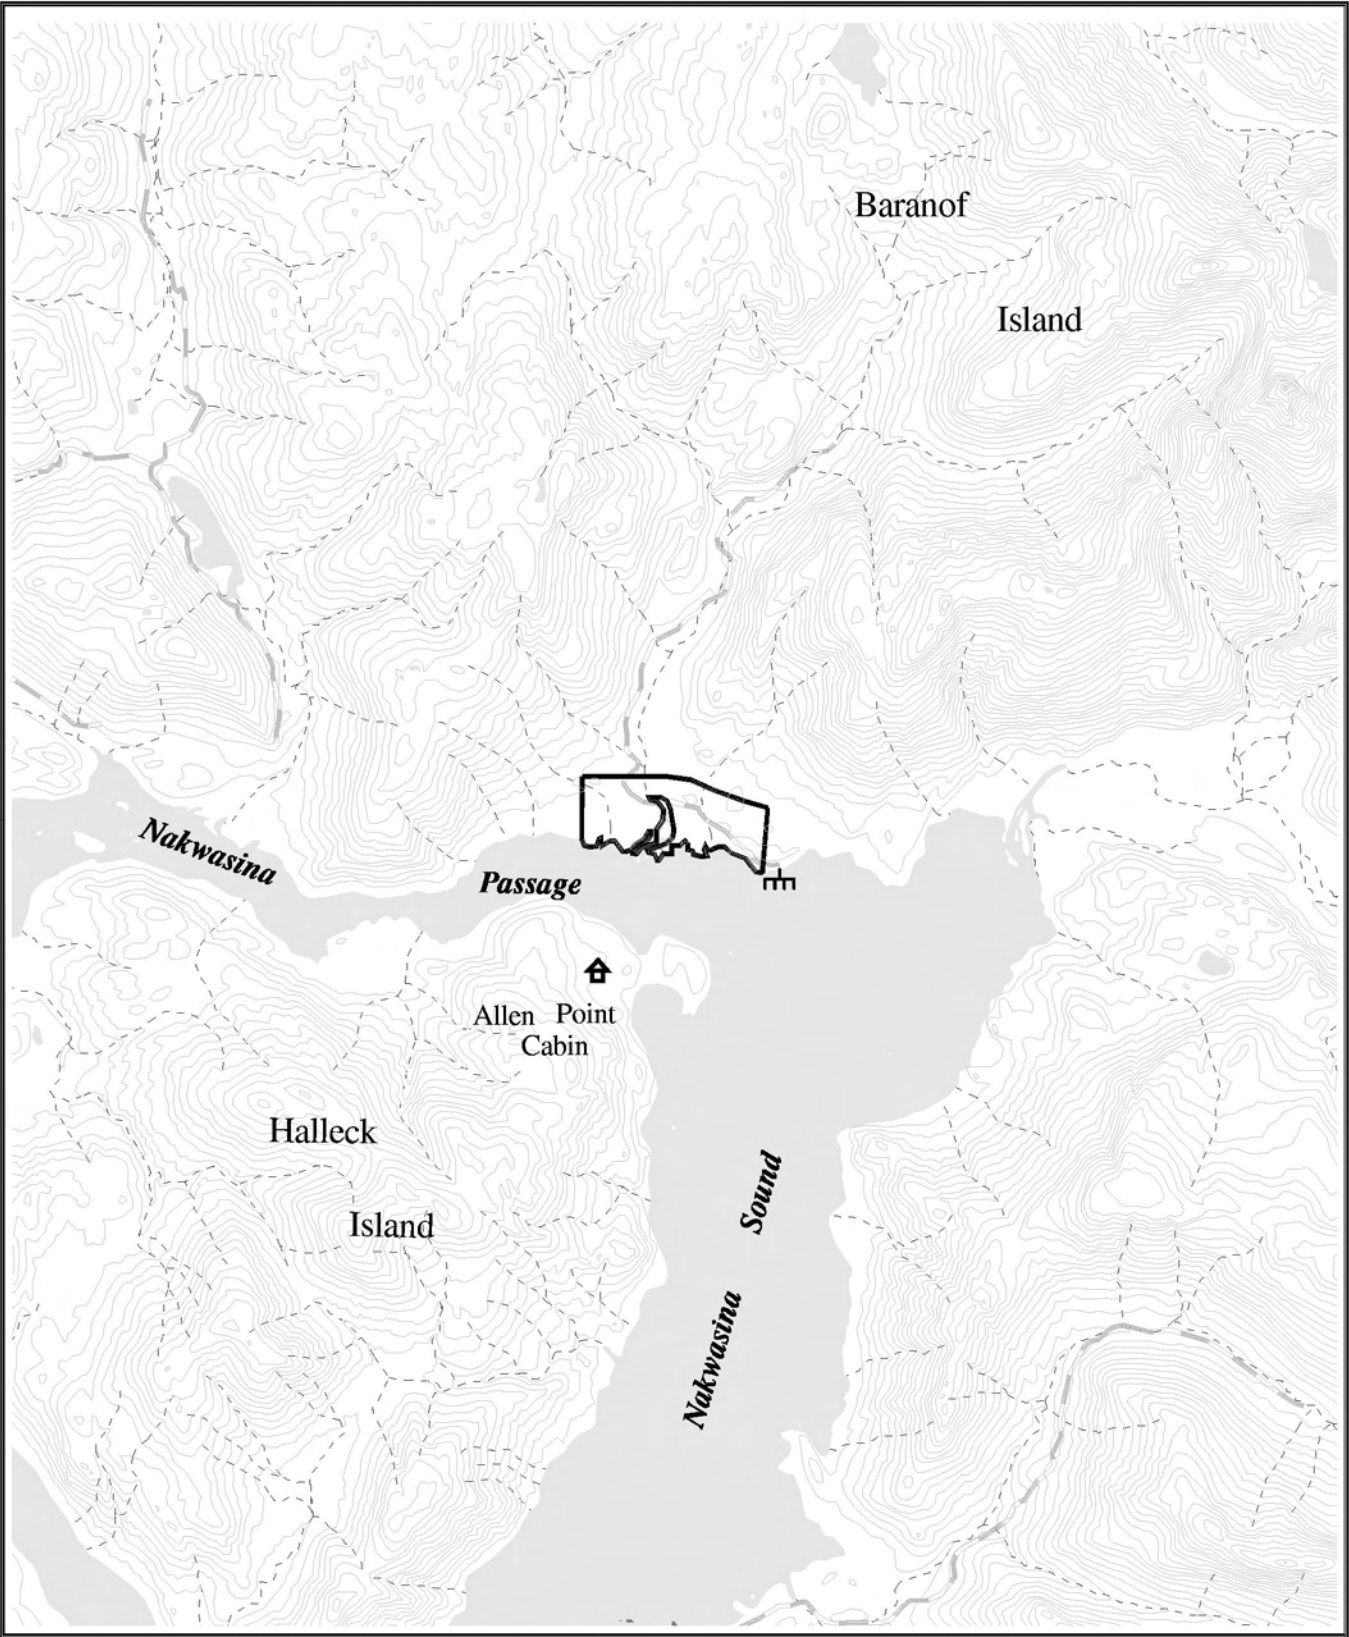 Baranof
Island
Nakwasina
Passage
Allen Point
Cabin
Halleck
Island
Sound
Nakwasina